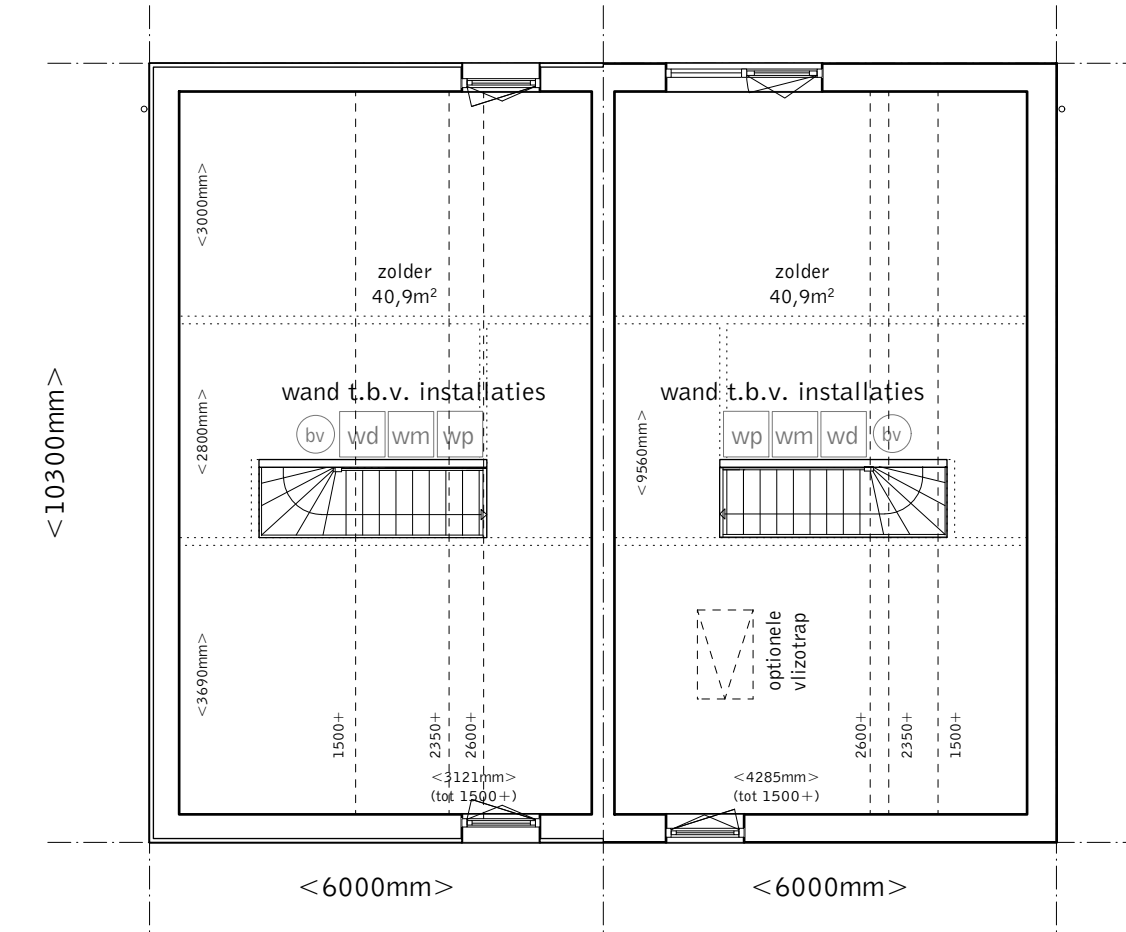 <3000mm>
zolder
40,9m²
zolder
40,9m²
<10300mm>
<2800mm>
wand t.b.v. installaties
bv wd wm wp
wand t.b.v. installaties
wp wm wd bv
<9560mm>
<3690mm>
optionele
vlizotrap
1500+
2350+
2600+
2600+
2350+
1500+
<3121mm>
(tot 1500+)
<4285mm>
(tot 1500+)
<6000mm>
<6000mm>